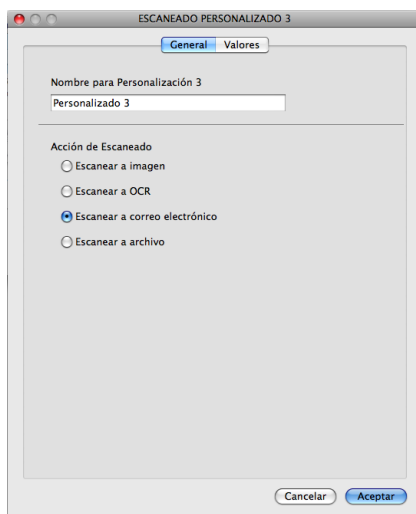 ESCANEADO PERSONALIZADO 3
General Valores
Nombre para Personalización 3
Personalizado 3
Acción de Escaneado
Escanear a imagen
Escanear a OCR
Escanear a correo electrónico
Escanear a archivo
Cancelar Aceptar